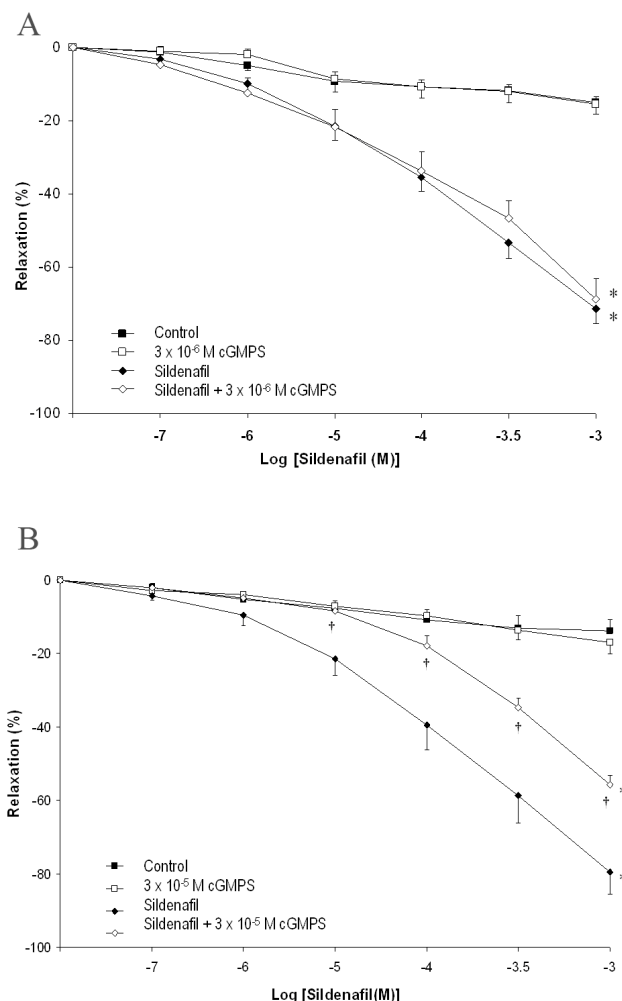 A
0
-20
-40
-60
-80
-100
Relaxation (%)
*
*
Control
3 x 10⁻⁶ M cGMPS
Sildenafil
Sildenafil + 3 x 10⁻⁶ M cGMPS
-7 -6 -5 -4 -3.5 -3
Log [Sildenafil (M)]
B
0
-20
-40
-60
-80
-100
Relaxation (%)
† † † †
*
*
Control
3 x 10⁻⁵ M cGMPS
Sildenafil
Sildenafil + 3 x 10⁻⁵ M cGMPS
-7 -6 -5 -4 -3.5 -3
Log [Sildenafil(M)]